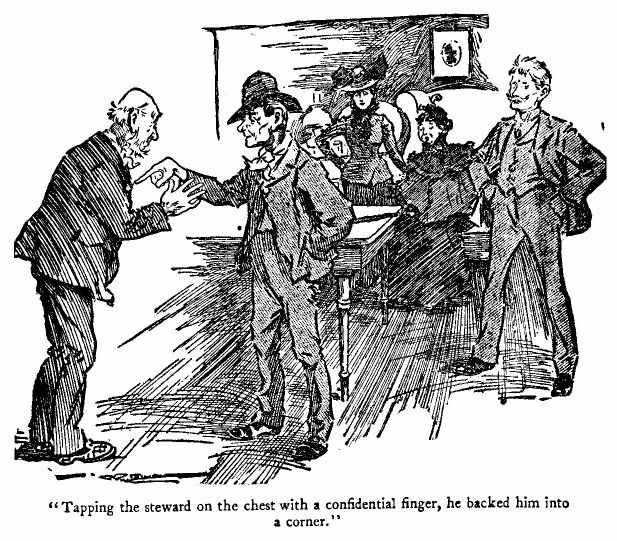 “Tapping the steward on the chest with a confidential finger, he backed him into
a corner.”